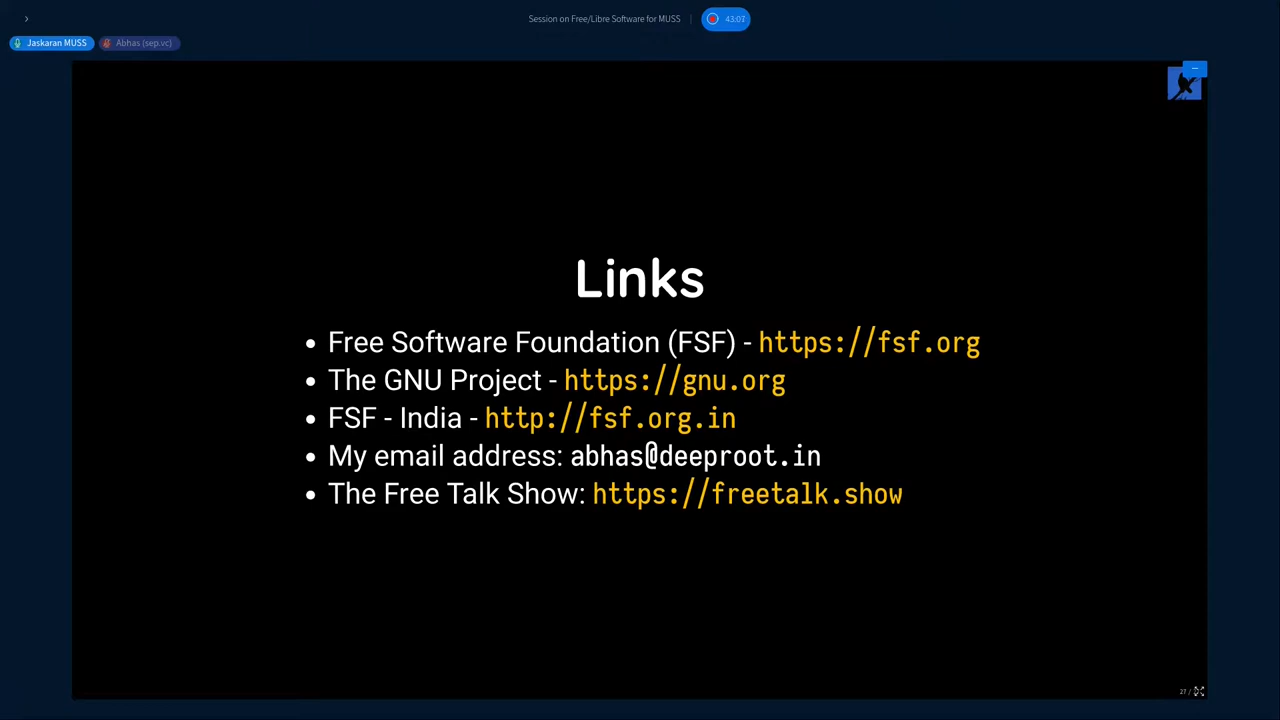 Session on Free/Libre Software for MUSS | 43:07
Jaskaran MUSS Abhas (sep.vc)
Links
• Free Software Foundation (FSF) - https://fsf.org
• The GNU Project - https://gnu.org
• FSF - India - http://fsf.org.in
• My email address: abhas@deeproot.in
• The Free Talk Show: https://freetalk.show
27 /